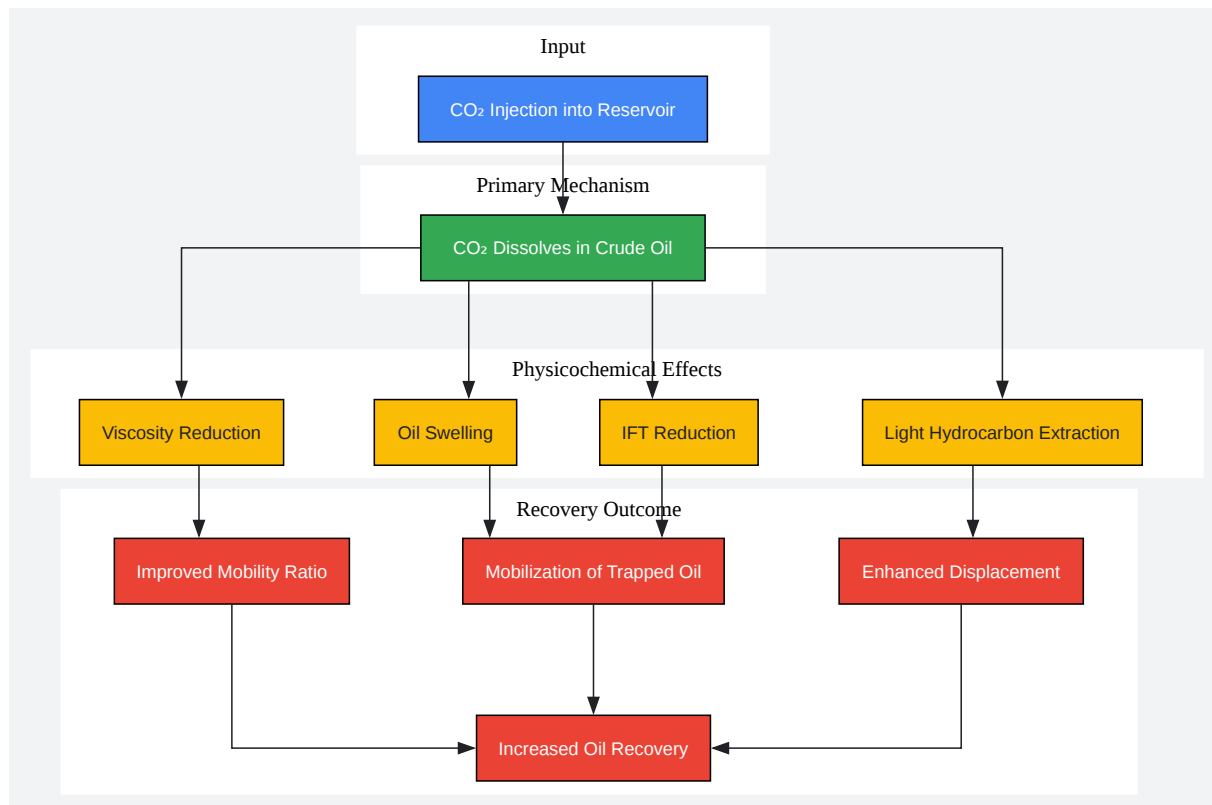 Input
CO₂ Injection into Reservoir
Primary Mechanism
CO₂ Dissolves in Crude Oil
Physicochemical Effects
Viscosity Reduction
Oil Swelling
IFT Reduction
Light Hydrocarbon Extraction
Recovery Outcome
Improved Mobility Ratio
Mobilization of Trapped Oil
Enhanced Displacement
Increased Oil Recovery